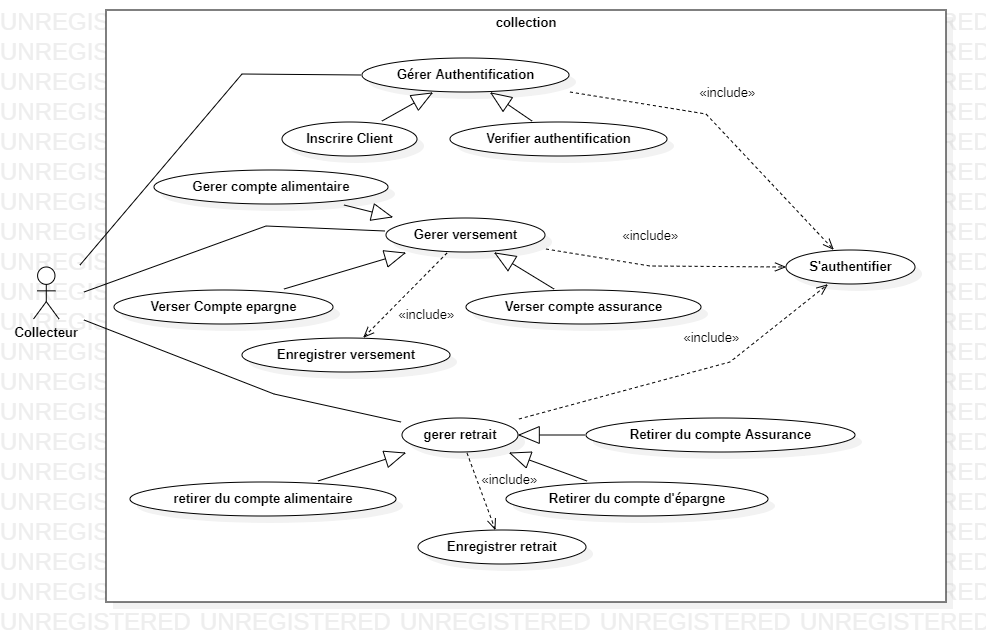 collection
Gérer Authentification
«include»
Inscrire Client
Verifier authentification
Gerer compte alimentaire
Gerer versement
«include»
S'authentifier
Verser Compte epargne
Verser compte assurance
«include»
Collecteur
«include»
Enregistrer versement
gerer retrait
Retirer du compte Assurance
«include»
retirer du compte alimentaire
Retirer du compte d'épargne
Enregistrer retrait
UNREGISTERED UNREGISTERED UNREGISTERED UNREGISTERED UNREGISTERED